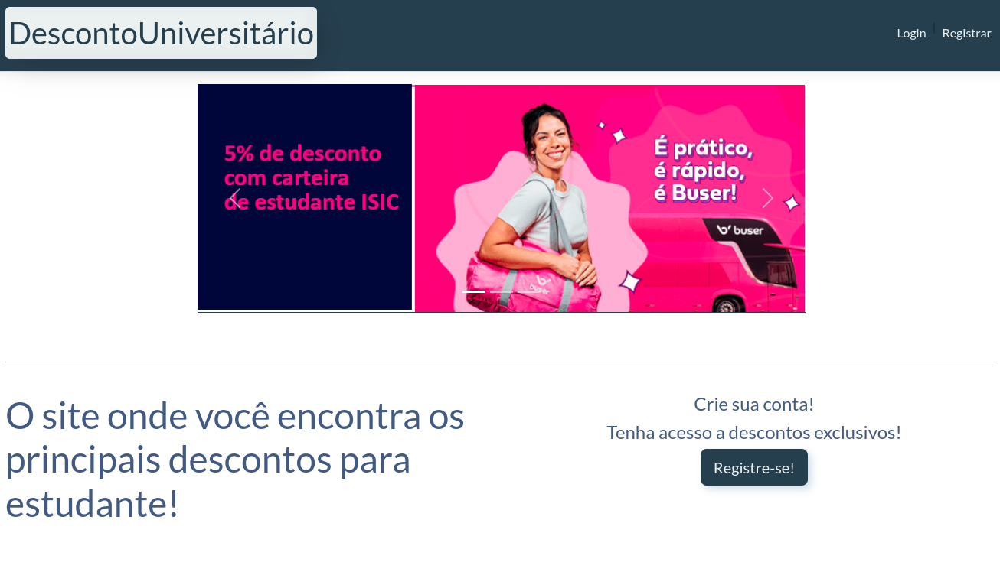 DescontoUniversitário
Login
Registrar
5% de desconto
com carteira
de estudante ISIC
É prático,
é rápido,
é Buser!
buser
buser
O site onde você encontra os
principais descontos para
estudante!
Crie sua conta!
Tenha acesso a descontos exclusivos!
Registre-se!